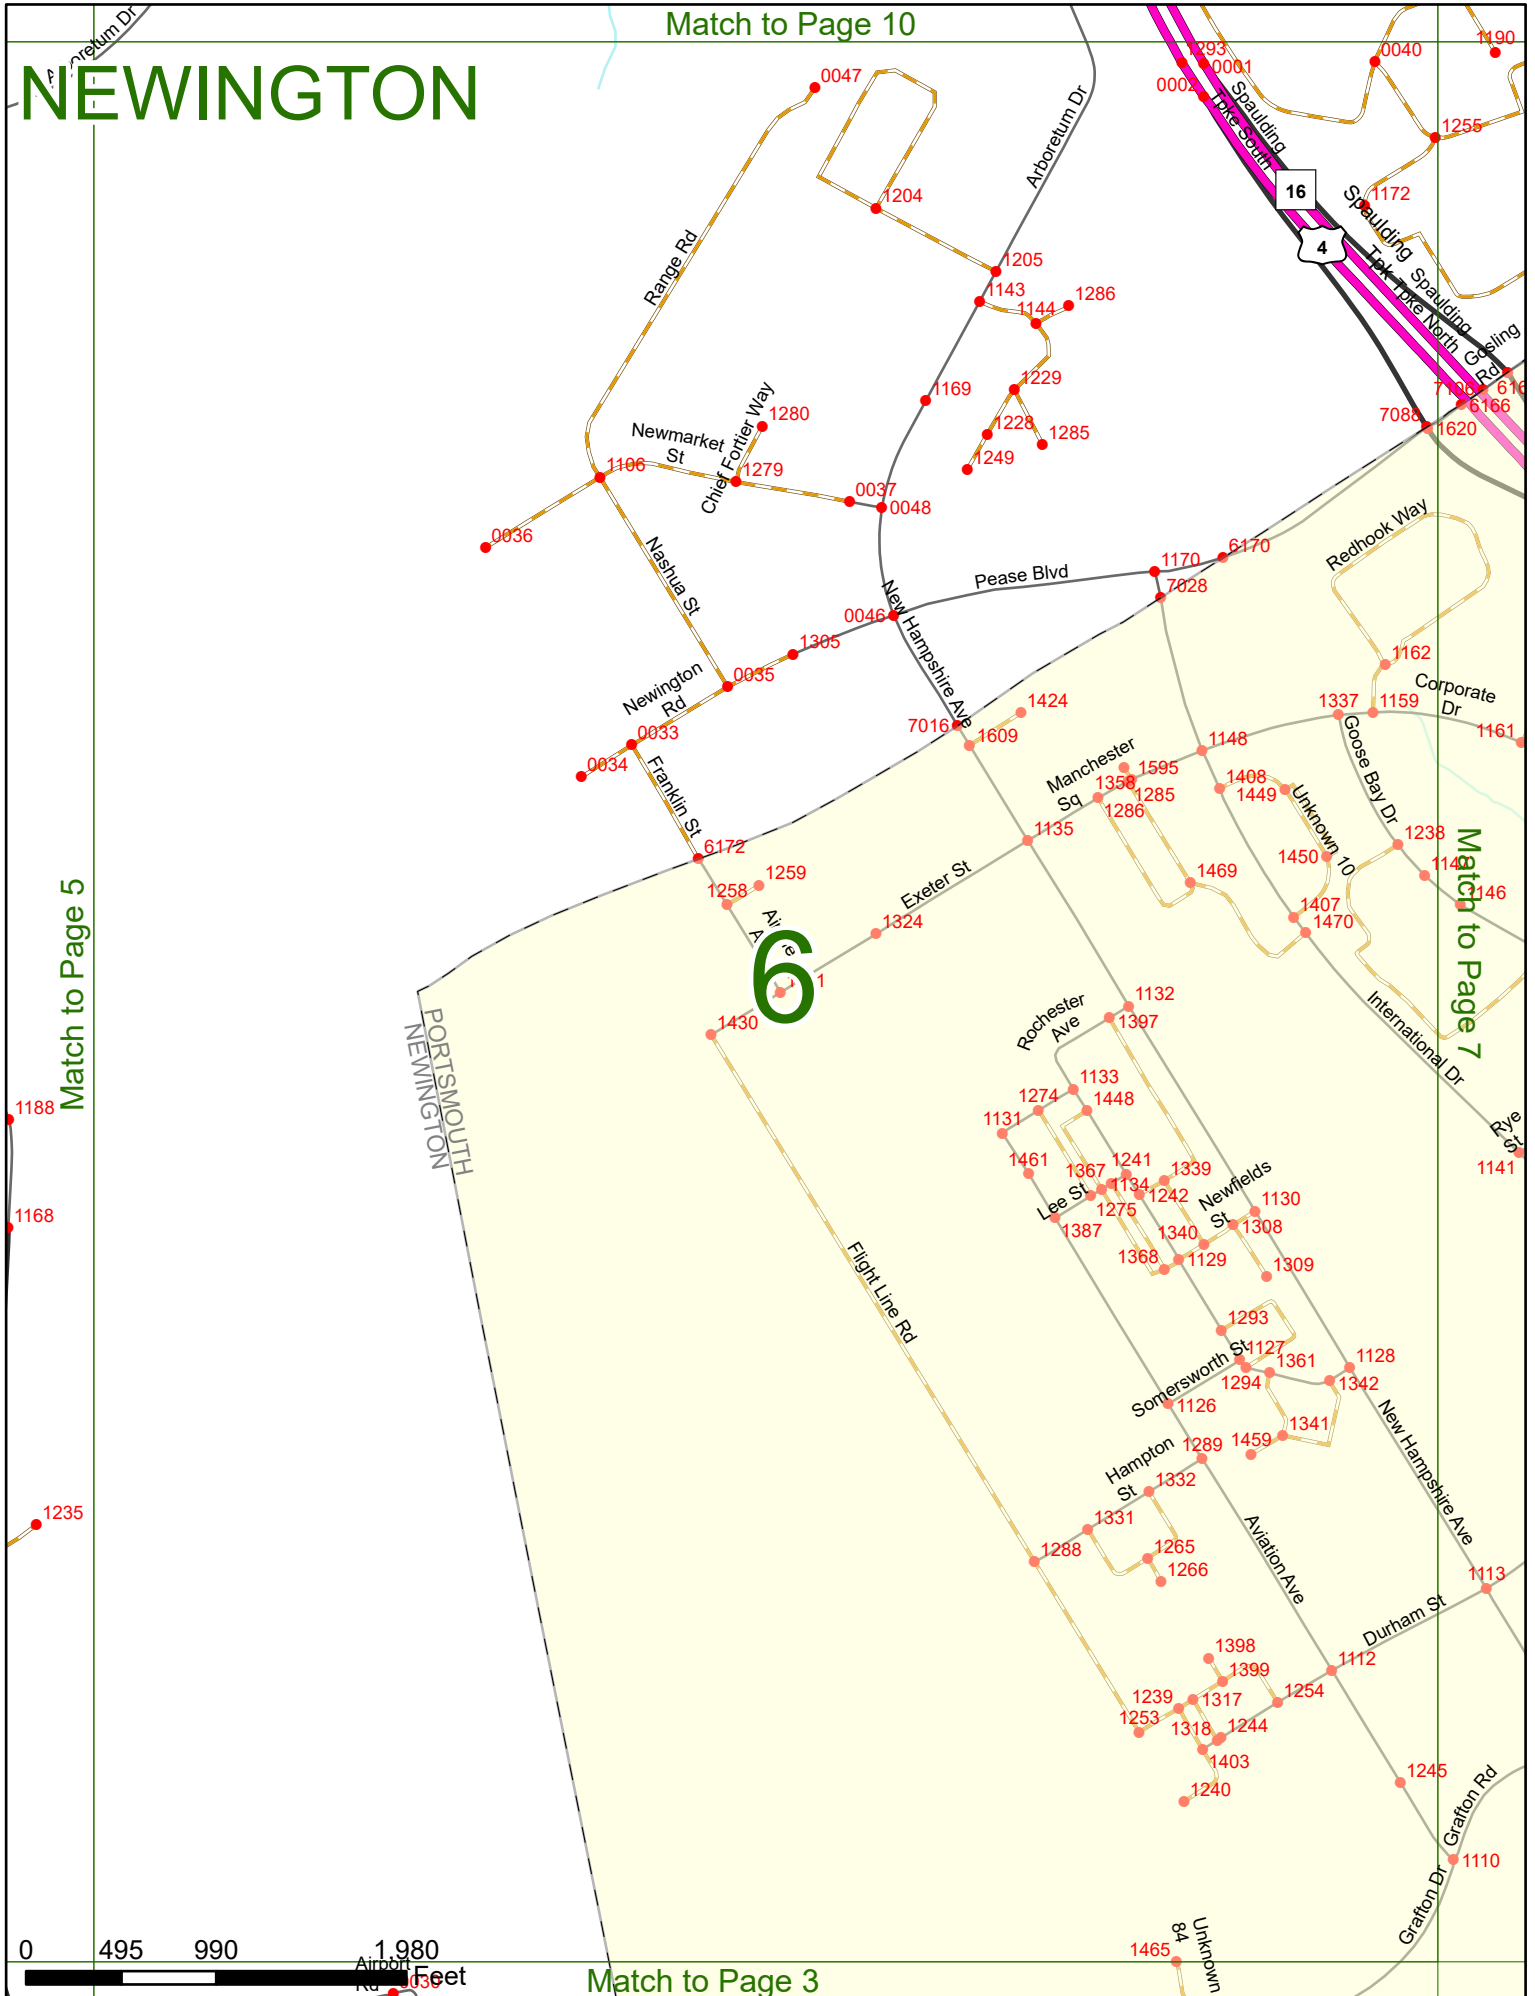 Match to Page 10
Arboretum Dr
NEWINGTON
0047
1293
0001
0002
0040
1190
Spaulding
Tpke South
1255
Arboretum Dr
1204
16
1172
4
Spaulding
Tpk
Spaulding
Tpke North
Range Rd
1205
1143
1144
1286
Gosling
Rd
7106
6166
7088
1620
1169
1229
1228
1285
1249
Newmarket
St
Chief Fortier Way
1280
1106
1279
0037
0048
0036
Nashua St
Redhook Way
6170
1170
Pease Blvd
7028
0046
New Hampshire Ave
1305
0035
Newington
Rd
1162
Corporate
Dr
1337
1159
1161
1424
7016
1609
0033
0034
Franklin St
1148
Goose Bay Dr
Manchester
Sq
1595
1358
1285
1286
1408
1449
Unknown 10
1135
6172
1238
1450
1146
Match to Page 5
Match to Page 7
1259
1258
Exeter St
1469
1324
1407
1470
6
1430
PORTSMOUTH
NEWINGTON
International Dr
1132
Rochester
Ave
1397
1133
1274
1448
1131
1188
Rye
St
1141
1461
1367
1241
1339
1134
1242
Lee St
1275
Newfields
St
1387
1130
1308
1168
1340
1368
1129
1309
Flight Line Rd
1293
1127
Somersworth St
1361
1128
1294
1342
1126
1341
1459
New Hampshire Ave
Hampton
St
1289
1332
1331
1235
1288
1265
1266
Aviation Ave
1113
Durham St
1398
1112
1399
1239
1317
1254
1253
1318
1244
1403
1245
1240
Grafton Rd
1110
Grafton Dr
Unknown
84
1465
0 495 990 1,980
Feet
Airport
Rd
0030
Match to Page 3